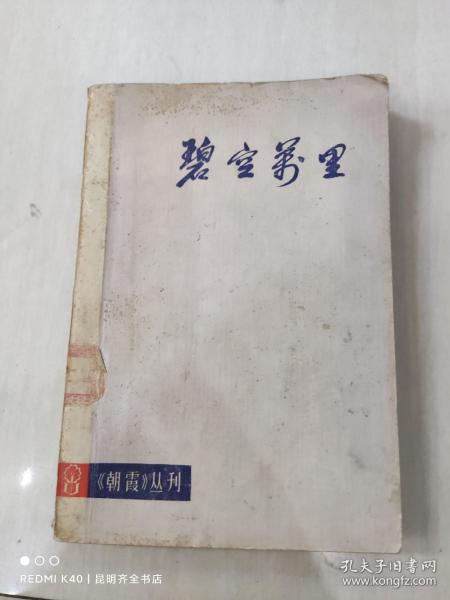 碧空萬里
《朝霞》丛刊
REDMI K40 | 昆明齐全书店
孔夫子旧书网
www.kongfz.com